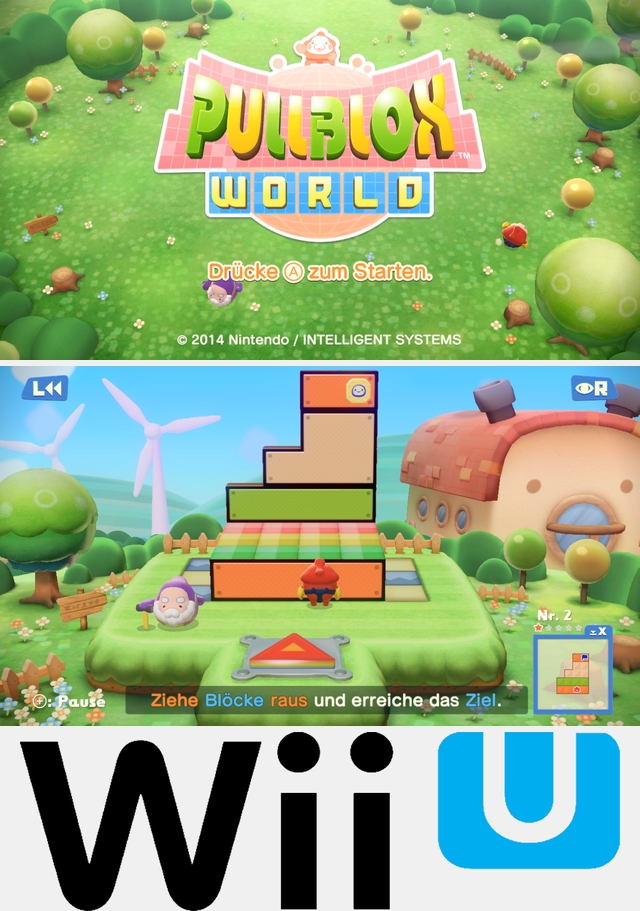 PULLBLOX
TM
WORLD
Drücke Ⓐ zum Starten.
© 2014 Nintendo / INTELLIGENT SYSTEMS
L
R
Nr. 2
X
⊕: Pause
Ziehe Blöcke raus und erreiche das Ziel.
Wii U